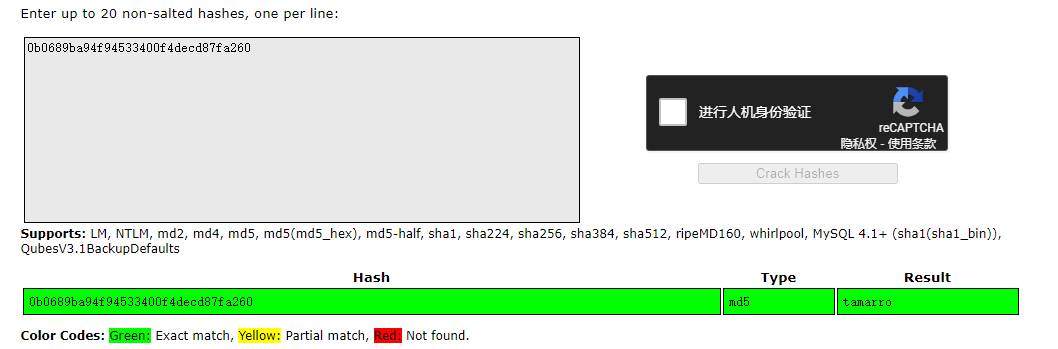 Enter up to 20 non-salted hashes, one per line:
0b0689ba94f94533400f4decd87fa260
进行人机身份验证
reCAPTCHA
隐私权 - 使用条款
Crack Hashes
Supports: LM, NTLM, md2, md4, md5, md5(md5_hex), md5-half, sha1, sha224, sha256, sha384, sha512, ripeMD160, whirlpool, MySQL 4.1+ (sha1(sha1_bin)),
QubesV3.1BackupDefaults
Hash Type Result
0b0689ba94f94533400f4decd87fa260 md5 tamarro
Color Codes: Green: Exact match, Yellow: Partial match, Red: Not found.